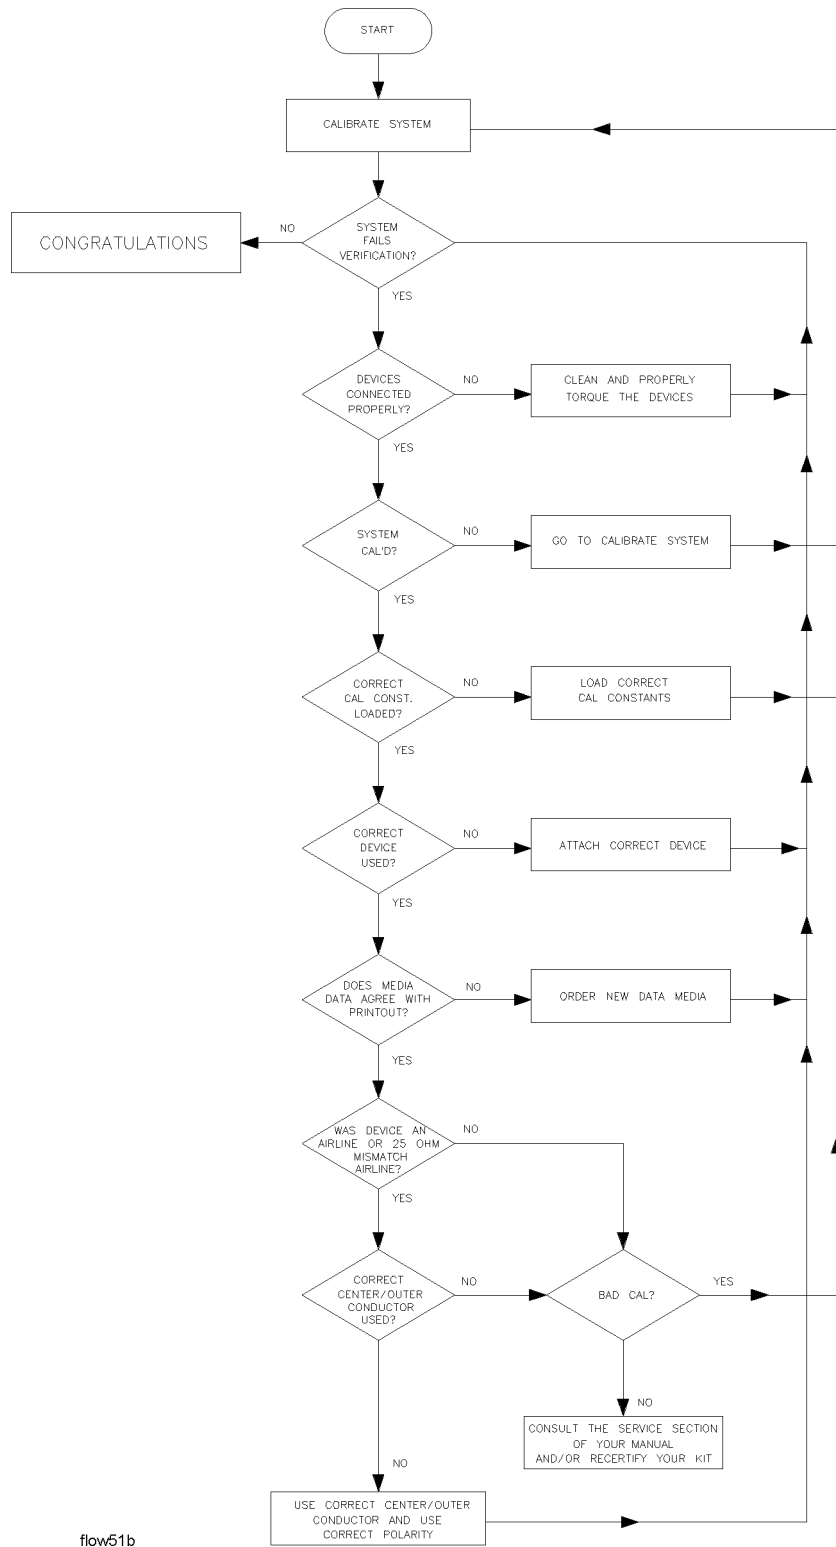 START
CALIBRATE SYSTEM
SYSTEM
FAILS
VERIFICATION?
NO
CONGRATULATIONS
YES
DEVICES
CONNECTED
PROPERLY?
NO
CLEAN AND PROPERLY
TORQUE THE DEVICES
YES
SYSTEM
CAL'D?
NO
GO TO CALIBRATE SYSTEM
YES
CORRECT
CAL CONST.
LOADED?
NO
LOAD CORRECT
CAL CONSTANTS
YES
CORRECT
DEVICE
USED?
NO
ATTACH CORRECT DEVICE
YES
DOES MEDIA
DATA AGREE WITH
PRINTOUT?
NO
ORDER NEW DATA MEDIA
YES
WAS DEVICE AN
AIRLINE OR 25 OHM
MISMATCH
AIRLINE?
NO
YES
CORRECT
CENTER/OUTER
CONDUCTOR
USED?
NO
BAD CAL?
YES
NO
CONSULT THE SERVICE SECTION
OF YOUR MANUAL
AND/OR RECERTIFY YOUR KIT
NO
USE CORRECT CENTER/OUTER
CONDUCTOR AND USE
CORRECT POLARITY
flow51b